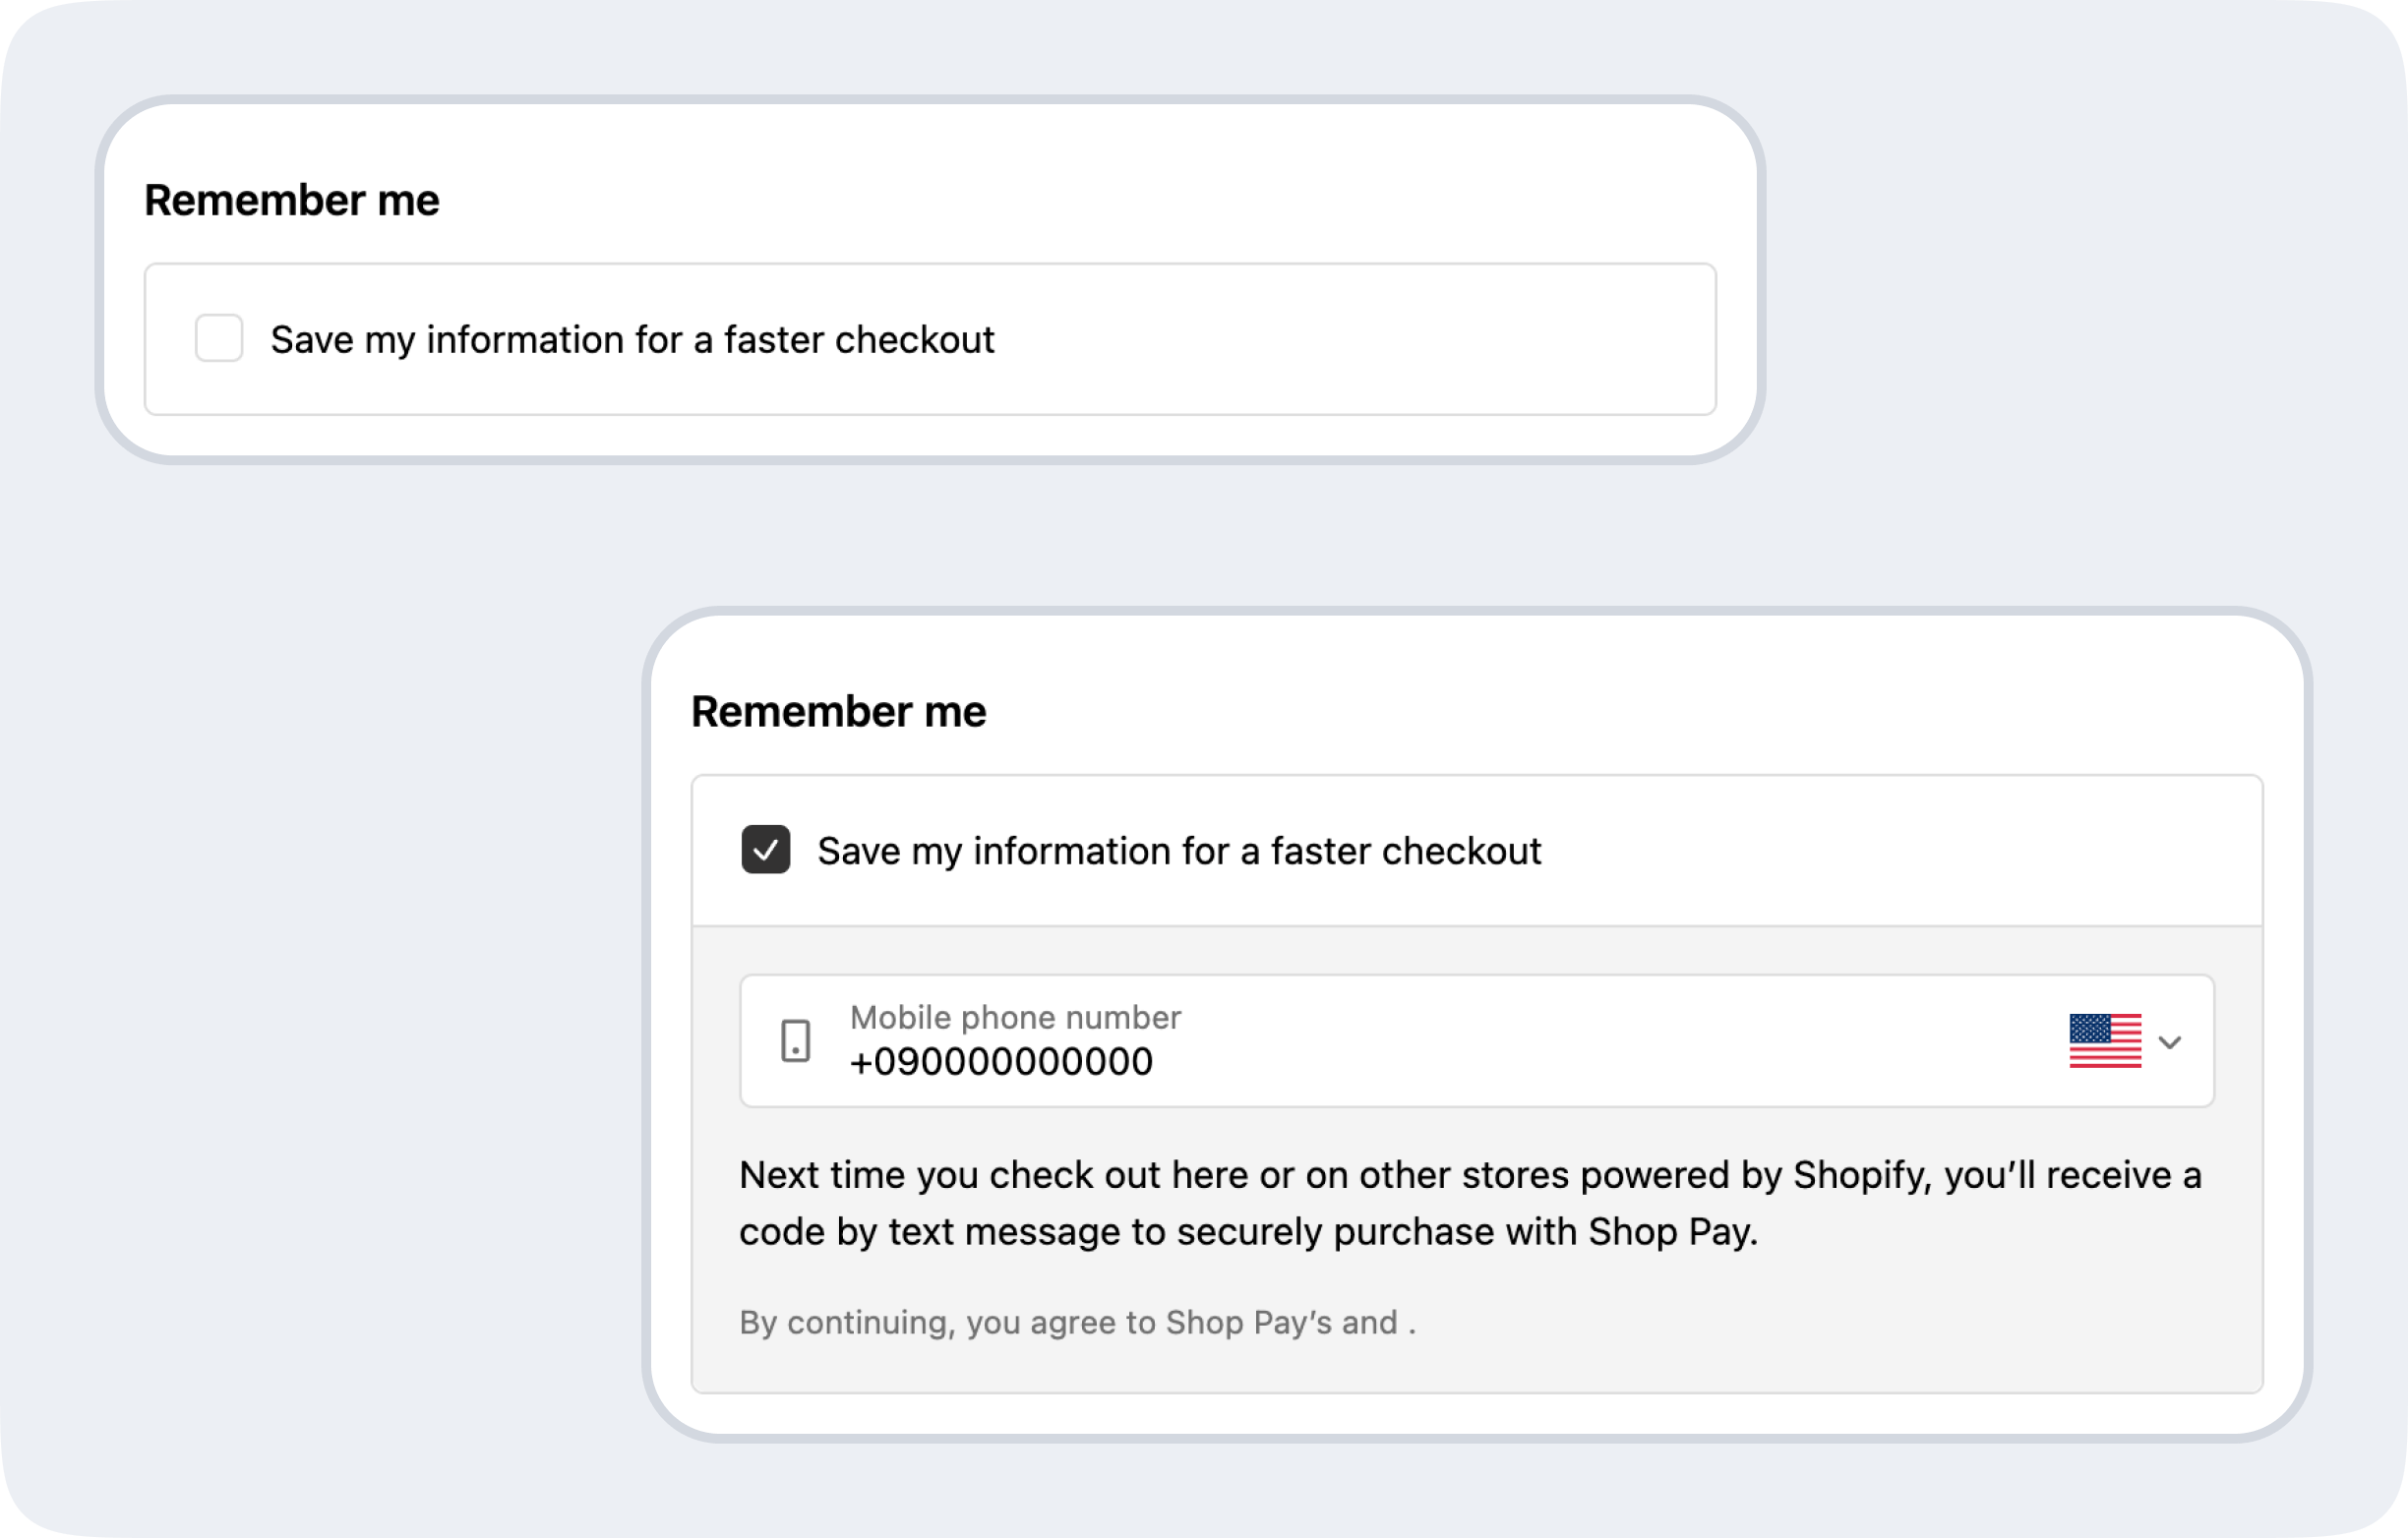 Remember me
Save my information for a faster checkout
Remember me
Save my information for a faster checkout
Mobile phone number
+090000000000
Next time you check out here or on other stores powered by Shopify, you’ll receive a
code by text message to securely purchase with Shop Pay.
By continuing, you agree to Shop Pay’s and .